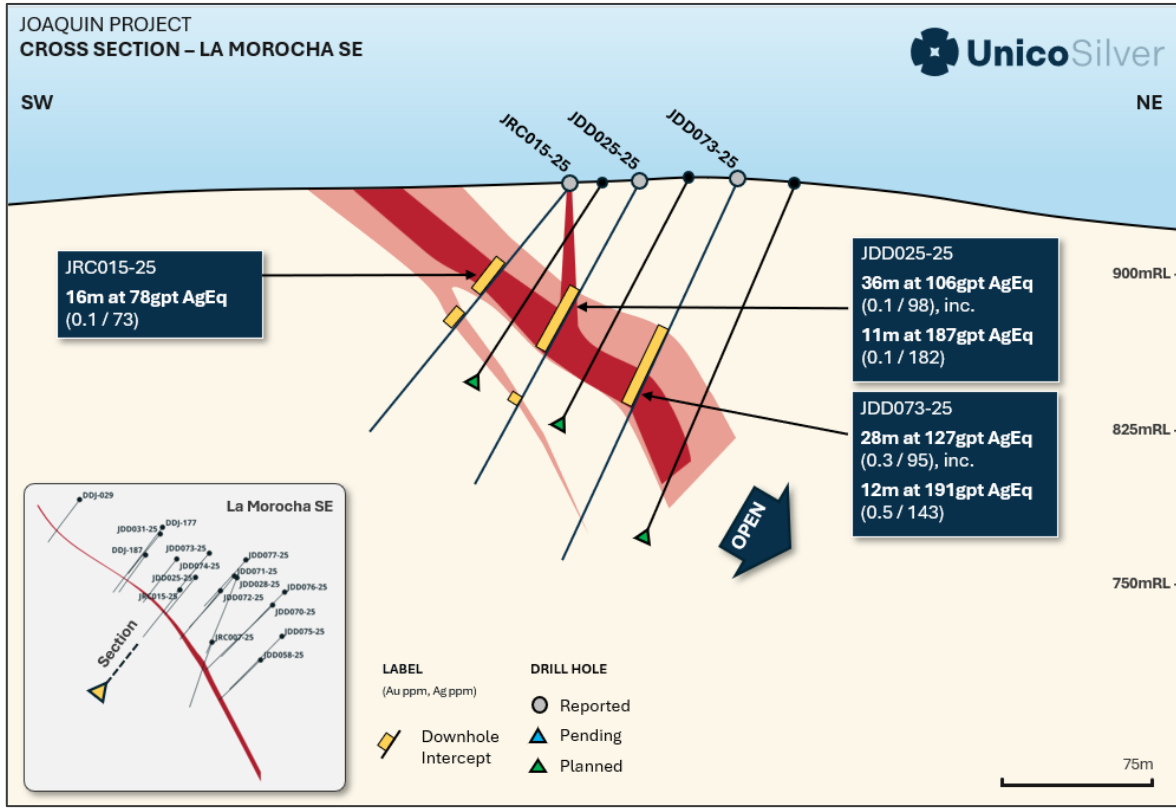 JOAQUIN PROJECT
CROSS SECTION – LA MOROCHA SE
UnicoSilver
SW
NE
JRC015-25
JDD025-25
JDD073-25
JRC015-25
16m at 78gpt AgEq
(0.1 / 73)
JDD025-25
36m at 106gpt AgEq
(0.1 / 98), inc.
11m at 187gpt AgEq
(0.1 / 182)
JDD073-25
28m at 127gpt AgEq
(0.3 / 95), inc.
12m at 191gpt AgEq
(0.5 / 143)
900mRL
825mRL
750mRL
OPEN
La Morocha SE
DDJ-029
DDJ-177
JDD031-25
DDJ-187
JDD073-25
JDD074-25
JDD025-25
JRC015-25
JDD077-25
JDD071-25
JDD028-25
JDD072-25
JDD076-25
JDD070-25
JRC007-25
JDD075-25
JDD058-25
Section
LABEL
(Au ppm, Ag ppm)
Downhole
Intercept
DRILL HOLE
Reported
Pending
Planned
75m